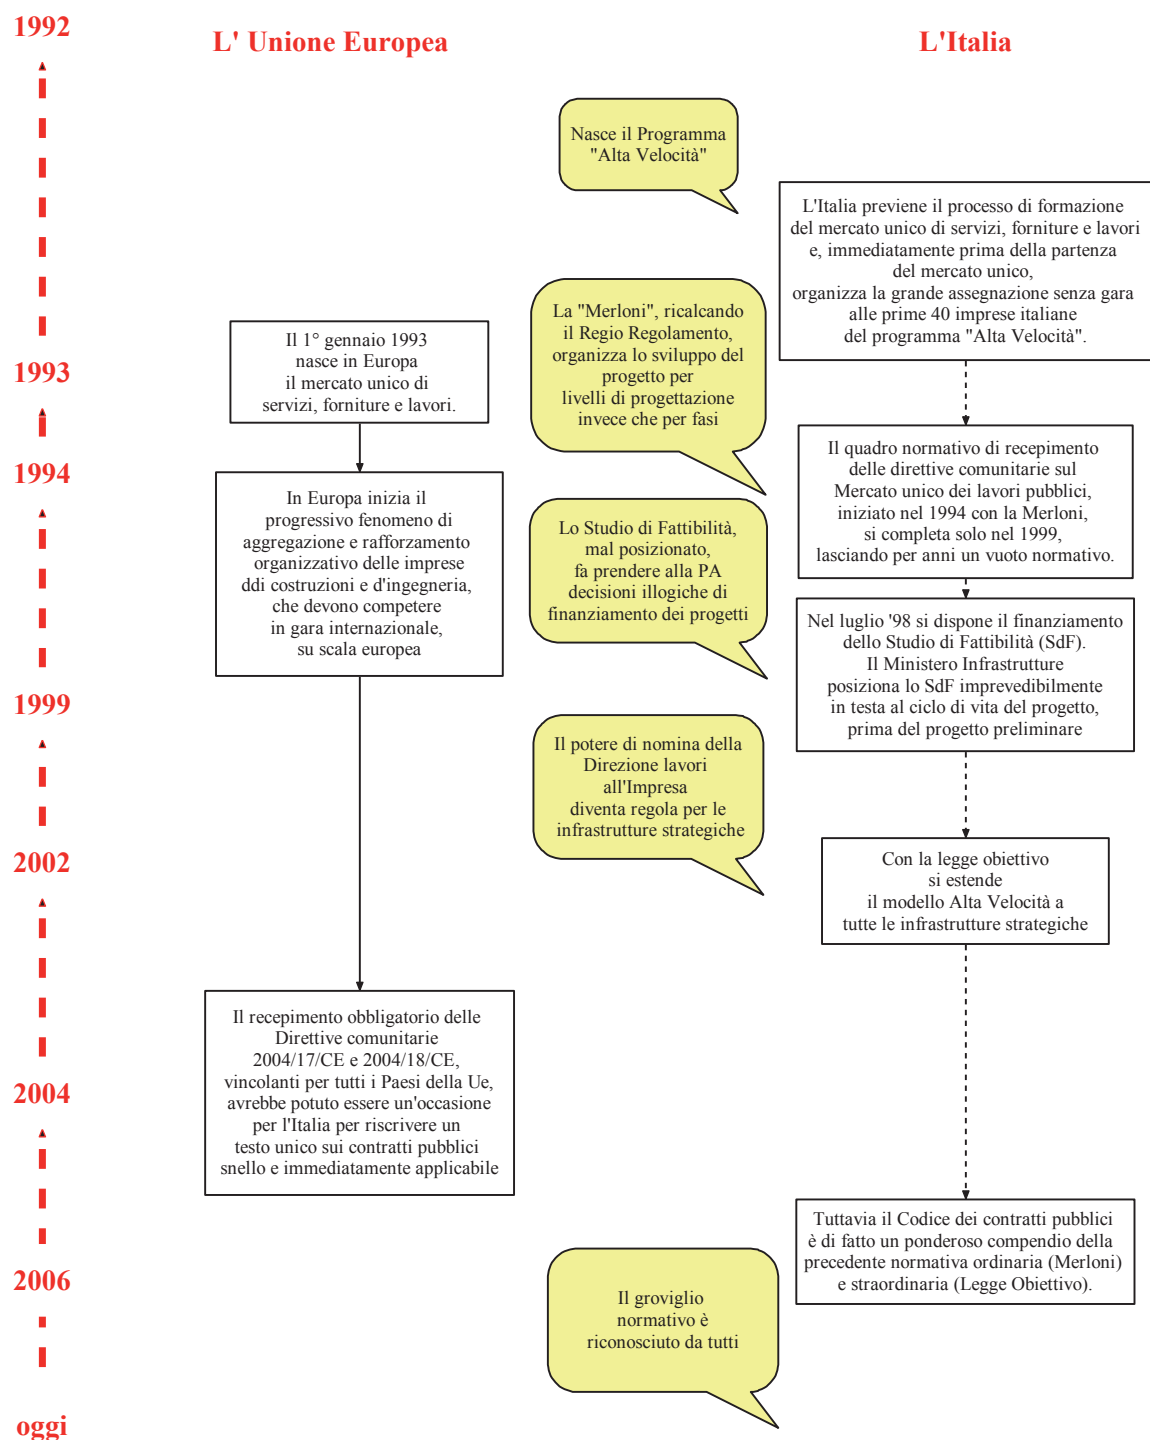 1992
1993
1994
1999
2002
2004
2006
oggi
L' Unione Europea
Il 1° gennaio 1993
nasce in Europa
il mercato unico di
servizi, forniture e lavori.
In Europa inizia il
progressivo fenomeno di
aggregazione e rafforzamento
organizzativo delle imprese
ddi costruzioni e d'ingegneria,
che devono competere
in gara internazionale,
su scala europea
Il recepimento obbligatorio delle
Direttive comunitarie
2004/17/CE e 2004/18/CE,
vincolanti per tutti i Paesi della Ue,
avrebbe potuto essere un'occasione
per l'Italia per riscrivere un
testo unico sui contratti pubblici
snello e immediatamente applicabile
Nasce il Programma
"Alta Velocità"
La "Merloni", ricalcando
il Regio Regolamento,
organizza lo sviluppo del
progetto per
livelli di progettazione
invece che per fasi
Lo Studio di Fattibilità,
mal posizionato,
fa prendere alla PA
decisioni illogiche di
finanziamento dei progetti
Il potere di nomina della
Direzione lavori
all'Impresa
diventa regola per le
infrastrutture strategiche
Il groviglio
normativo è
riconosciuto da tutti
L'Italia
L'Italia previene il processo di formazione
del mercato unico di servizi, forniture e lavori
e, immediatamente prima della partenza
del mercato unico,
organizza la grande assegnazione senza gara
alle prime 40 imprese italiane
del programma "Alta Velocità".
Il quadro normativo di recepimento
delle direttive comunitarie sul
Mercato unico dei lavori pubblici,
iniziato nel 1994 con la Merloni,
si completa solo nel 1999,
lasciando per anni un vuoto normativo.
Nel luglio '98 si dispone il finanziamento
dello Studio di Fattibilità (SdF).
Il Ministero Infrastrutture
posiziona lo SdF imprevedibilmente
in testa al ciclo di vita del progetto,
prima del progetto preliminare
Con la legge obiettivo
si estende
il modello Alta Velocità a
tutte le infrastrutture strategiche
Tuttavia il Codice dei contratti pubblici
è di fatto un ponderoso compendio della
precedente normativa ordinaria (Merloni)
e straordinaria (Legge Obiettivo).